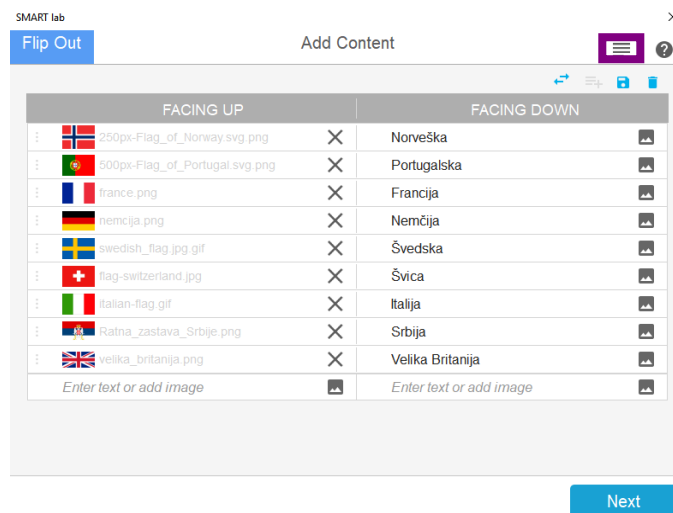 SMART lab
Flip Out
Add Content
FACING UP FACING DOWN
250px-Flag_of_Norway.svg.png Norveška
500px-Flag_of_Portugal.svg.png Portugalska
france.png Francija
nemcija.png Nemčija
swedish_flag.jpg.gif Švedska
flag-switzerland.jpg Švica
italian-flag.gif Italija
Ratna_zastava_Srbije.png Srbija
velika_britanija.png Velika Britanija
Enter text or add image Enter text or add image
Next